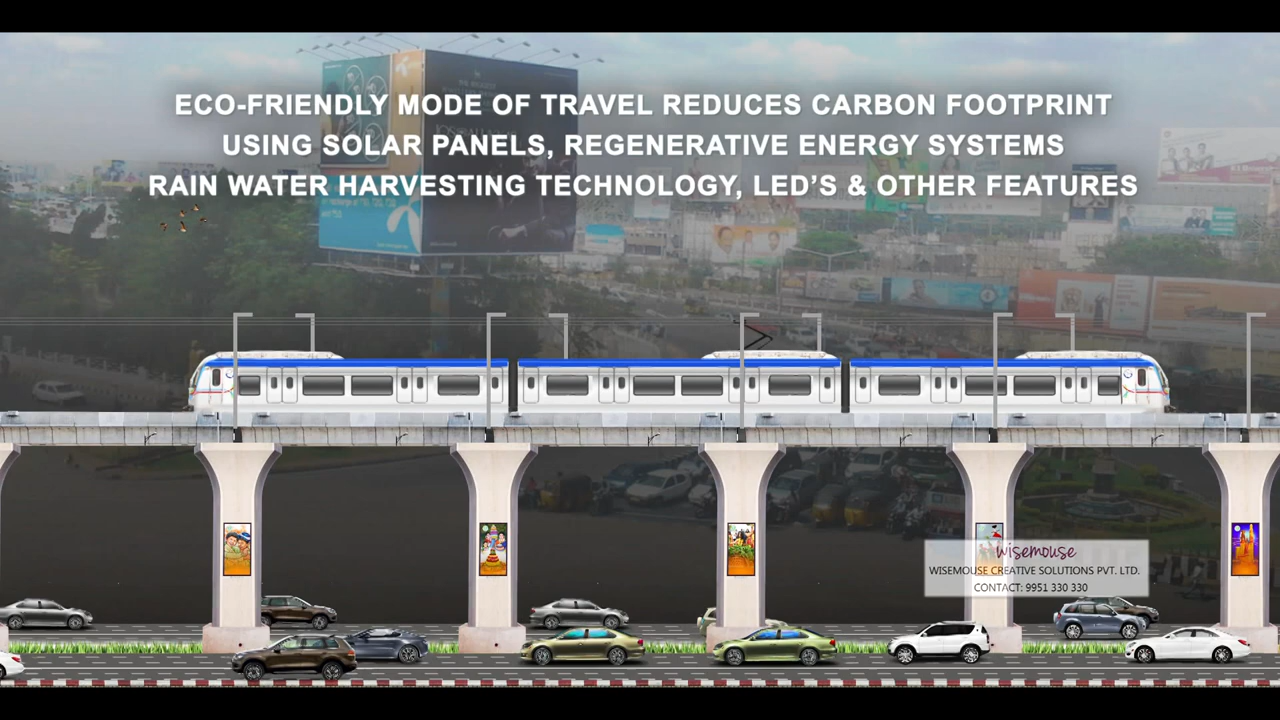 ECO-FRIENDLY MODE OF TRAVEL REDUCES CARBON FOOTPRINT
USING SOLAR PANELS, REGENERATIVE ENERGY SYSTEMS
RAIN WATER HARVESTING TECHNOLOGY, LED'S & OTHER FEATURES
wisemouse
WISEMOUSE CREATIVE SOLUTIONS PVT. LTD.
CONTACT: 9951 330 330